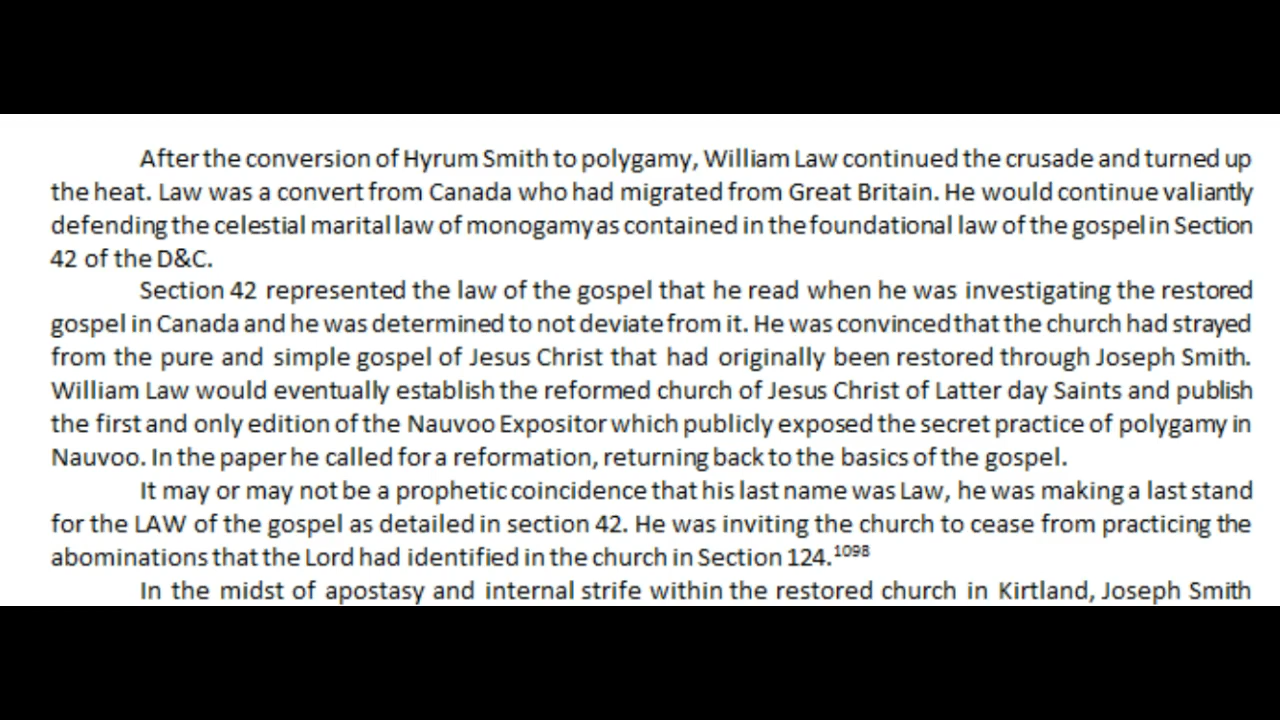 After the conversion of Hyrum Smith to polygamy, William Law continued the crusade and turned up
the heat. Law was a convert from Canada who had migrated from Great Britain. He would continue valiantly
defending the celestial marital law of monogamy as contained in the foundational law of the gospel in Section
42 of the D&C.
Section 42 represented the law of the gospel that he read when he was investigating the restored
gospel in Canada and he was determined to not deviate from it. He was convinced that the church had strayed
from the pure and simple gospel of Jesus Christ that had originally been restored through Joseph Smith.
William Law would eventually establish the reformed church of Jesus Christ of Latter day Saints and publish
the first and only edition of the Nauvoo Expositor which publicly exposed the secret practice of polygamy in
Nauvoo. In the paper he called for a reformation, returning back to the basics of the gospel.
It may or may not be a prophetic coincidence that his last name was Law, he was making a last stand
for the LAW of the gospel as detailed in section 42. He was inviting the church to cease from practicing the
abominations that the Lord had identified in the church in Section 124.1098
In the midst of apostasy and internal strife within the restored church in Kirtland, Joseph Smith